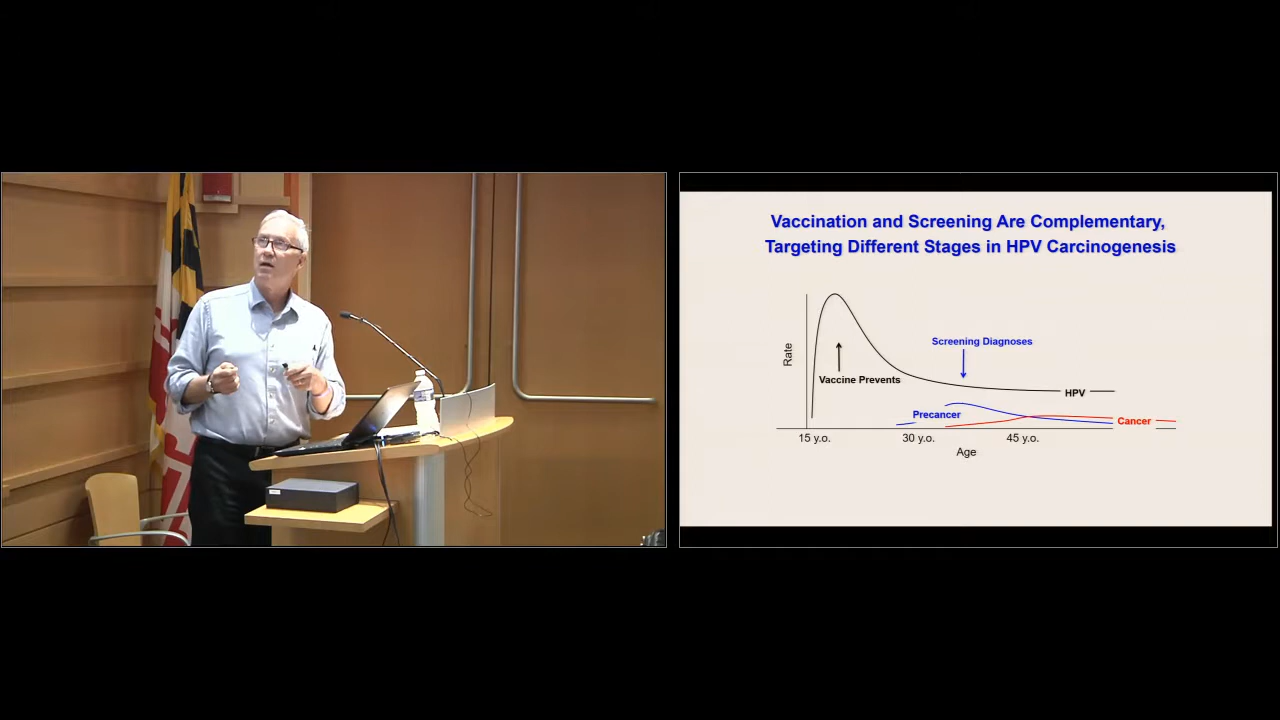 Vaccination and Screening Are Complementary,
Targeting Different Stages in HPV Carcinogenesis
Screening Diagnoses
Rate
Vaccine Prevents
HPV
Precancer
Cancer
15 y.o.
30 y.o.
45 y.o.
Age